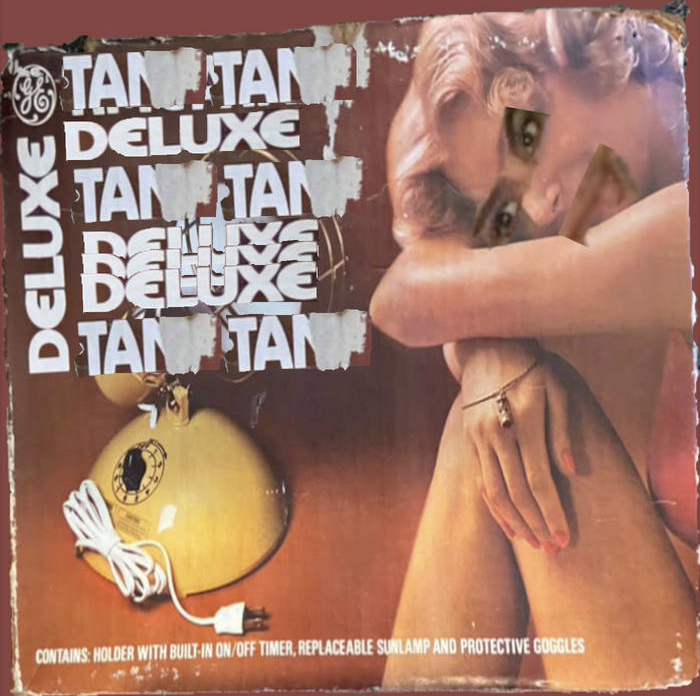 GE
DELUXE
TAN TAN
DELUXE
TAN TAN
DELUXE
DELUXE
DELUXE
TAN TAN
CONTAINS: HOLDER WITH BUILT-IN ON/OFF TIMER, REPLACEABLE SUNLAMP AND PROTECTIVE GOGGLES